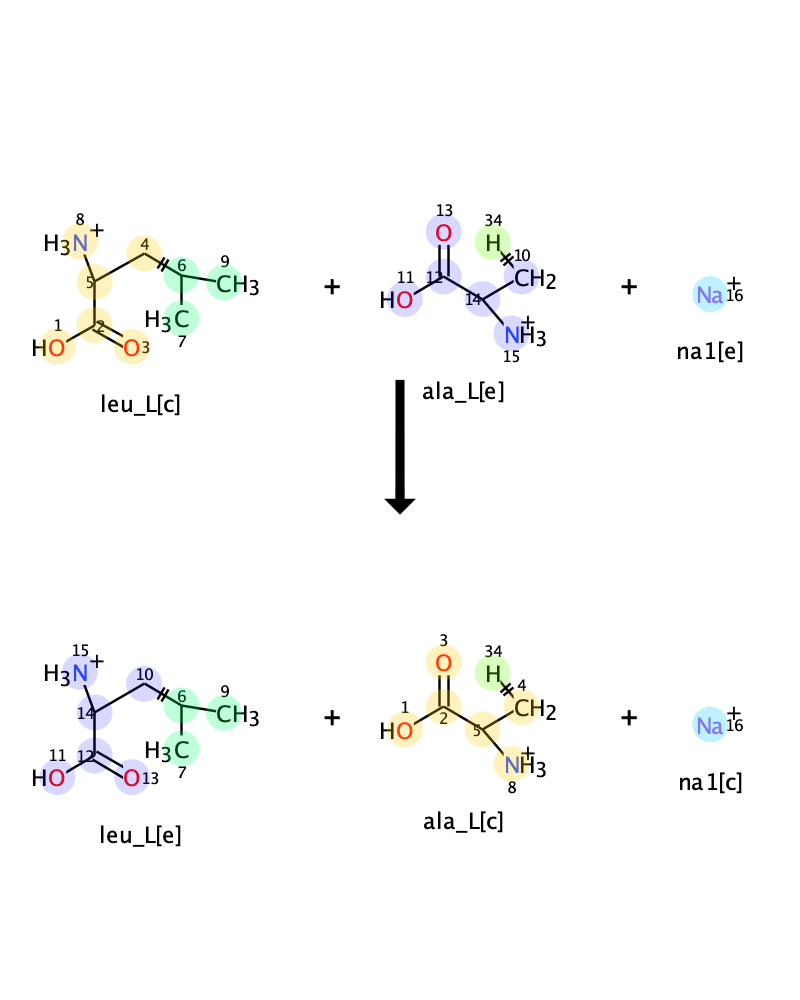 8 H3N + 4 6 9 CH3 5 H3C 7 1 HO 2 O 3
leu_L[c]
+
13 O 34 H 10 CH2 11 HO 12 14 NH3 + 15
ala_L[e]
+
Na + 16
na1[e]
15 H3N + 10 6 9 CH3 14 H3C 7 11 HO 12 O 13
leu_L[e]
+
3 O 34 H 4 CH2 1 HO 2 5 NH3 + 8
ala_L[c]
+
Na + 16
na1[c]